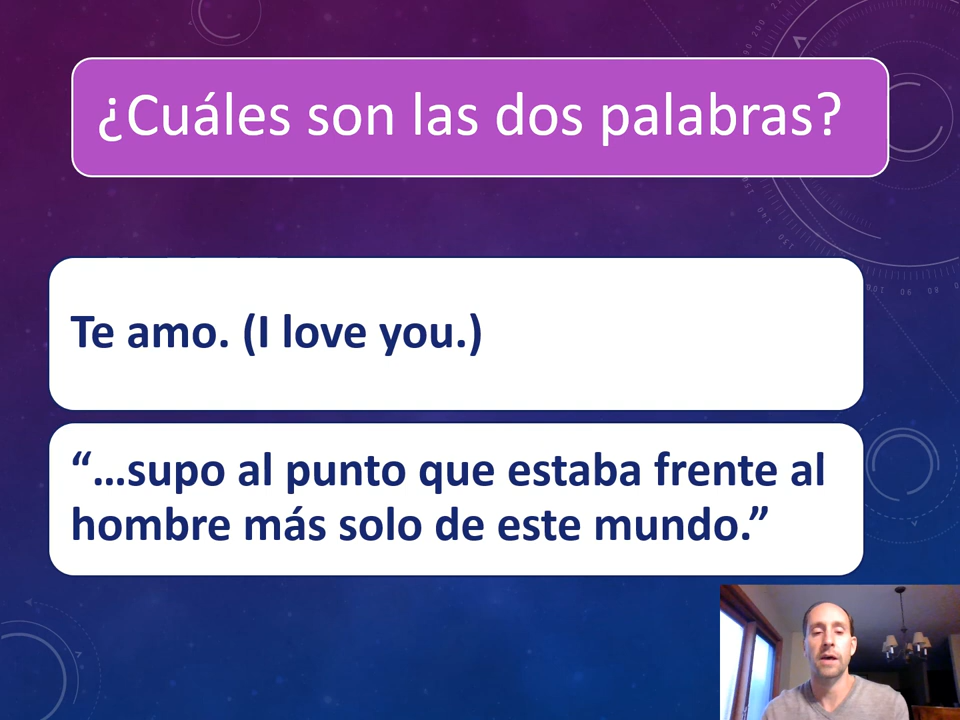 ¿Cuáles son las dos palabras?
Te amo. (I love you.)
“…supo al punto que estaba frente al
hombre más solo de este mundo.”